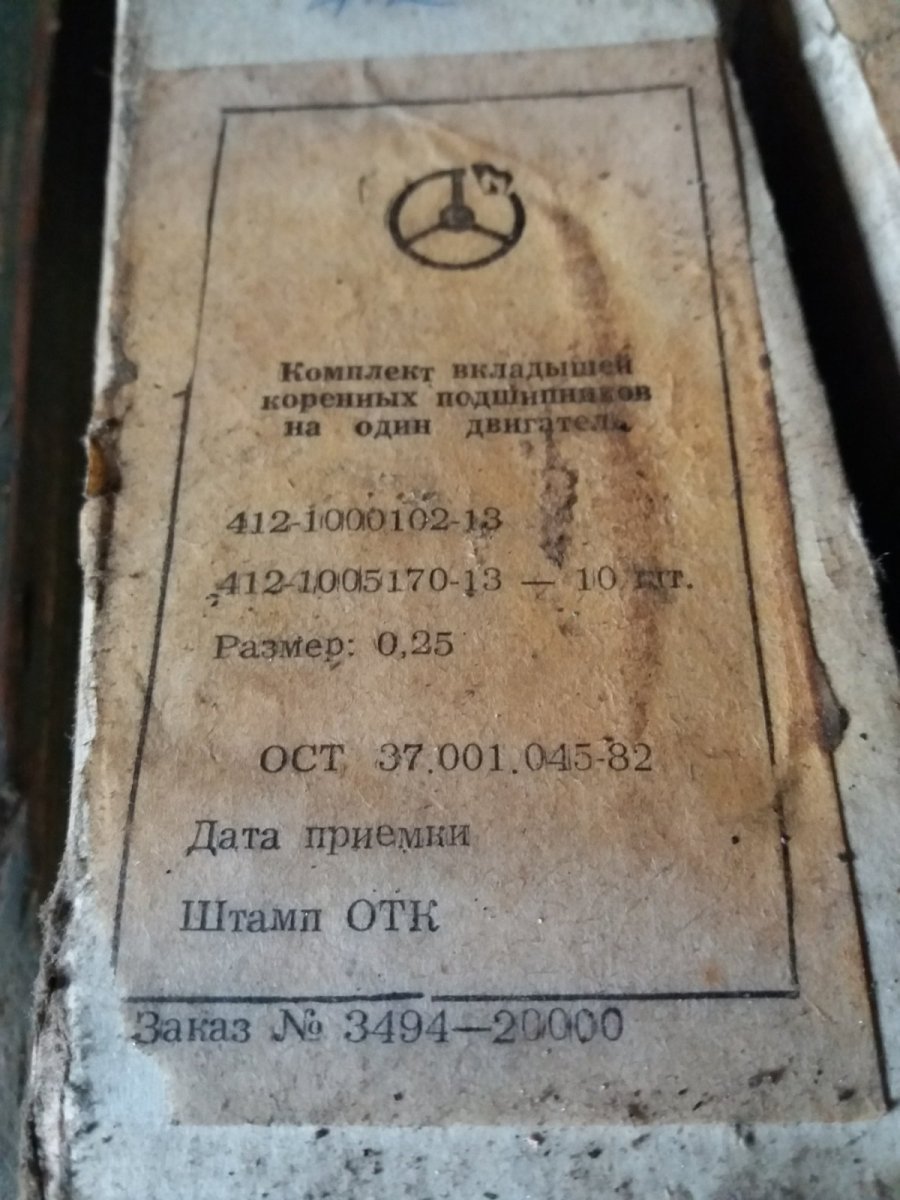 Комплект вкладышей
коренных подшипников
на один двигатель
412-1000102-13
412-1005170-13 — 10 шт.
Размер: 0,25
ОСТ 37.001.045-82
Дата приемки
Штамп ОТК
Заказ № 3494—20000